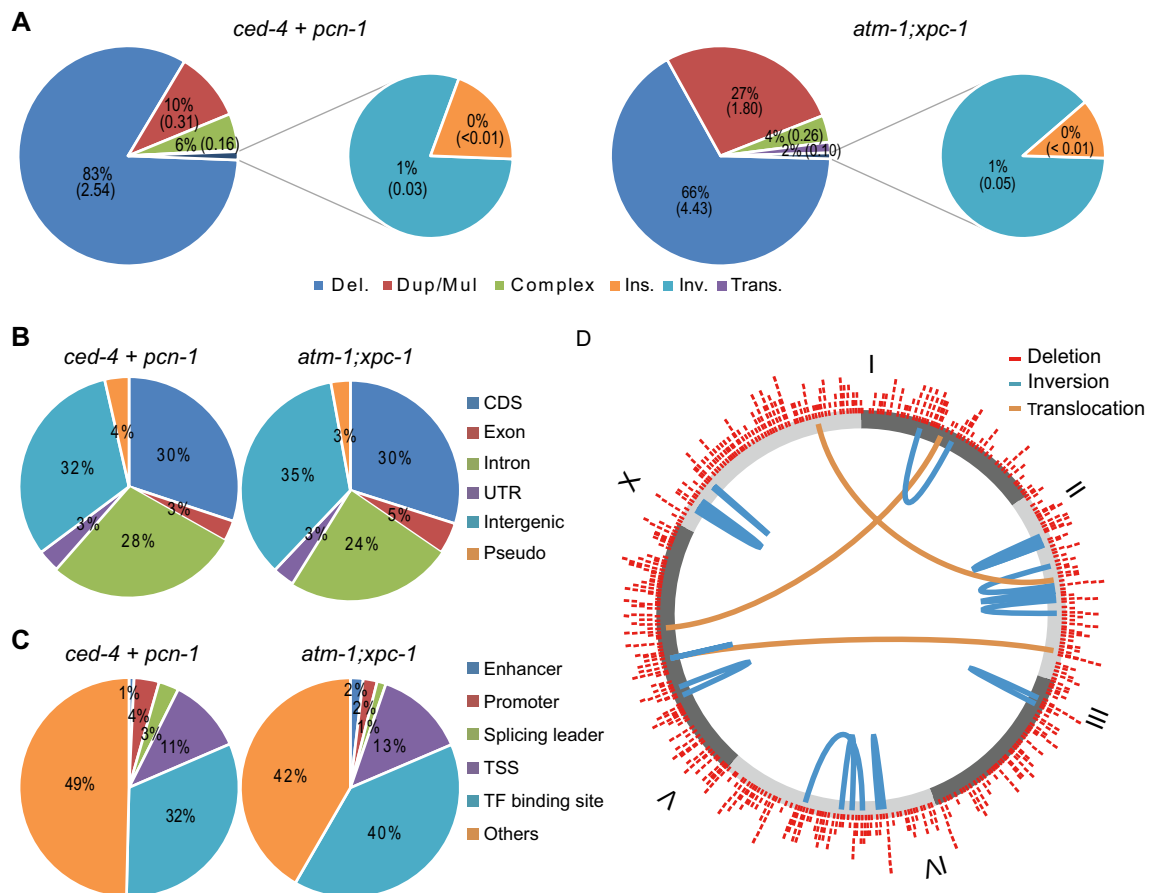 A
ced-4 + pcn-1
atm-1;xpc-1
83%
(2.54)
10%
(0.31)
6% (0.16)
0%
(<0.01)
1%
(0.03)
27%
(1.80)
4% (0.26)
2% (0.10)
66%
(4.43)
0%
(< 0.01)
1%
(0.05)
Del. Dup/Mul Complex Ins. Inv. Trans.
B
ced-4 + pcn-1
atm-1;xpc-1
4%
30%
32%
3%
3%
28%
3%
30%
35%
5%
3%
24%
CDS
Exon
Intron
UTR
Intergenic
Pseudo
C
ced-4 + pcn-1
atm-1;xpc-1
1%
4%
3%
11%
49%
32%
2%
2%
1%
13%
42%
40%
Enhancer
Promoter
Splicing leader
TSS
TF binding site
Others
D
Deletion
Inversion
Translocation
I
II
III
IV
V
X